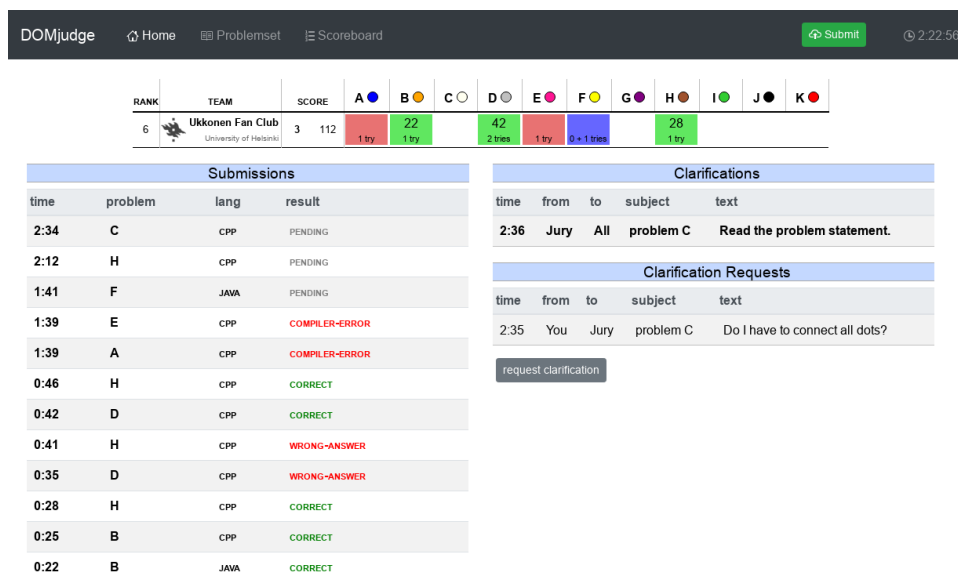 DOMjudge Home Problemset Scoreboard Submit 2:22:56
RANK TEAM SCORE A B C D E F G H I J K
6 Ukkonen Fan Club 3 112 22 42 28
University of Helsinki 1 try 1 try 2 tries 1 try 0 + 1 tries 1 try
Submissions
time problem lang result
2:34 C CPP PENDING
2:12 H CPP PENDING
1:41 F JAVA PENDING
1:39 E CPP COMPILER-ERROR
1:39 A CPP COMPILER-ERROR
0:46 H CPP CORRECT
0:42 D CPP CORRECT
0:41 H CPP WRONG-ANSWER
0:35 D CPP WRONG-ANSWER
0:28 H CPP CORRECT
0:25 B CPP CORRECT
0:22 B JAVA CORRECT
Clarifications
time from to subject text
2:36 Jury All problem C Read the problem statement.
Clarification Requests
time from to subject text
2:35 You Jury problem C Do I have to connect all dots?
request clarification